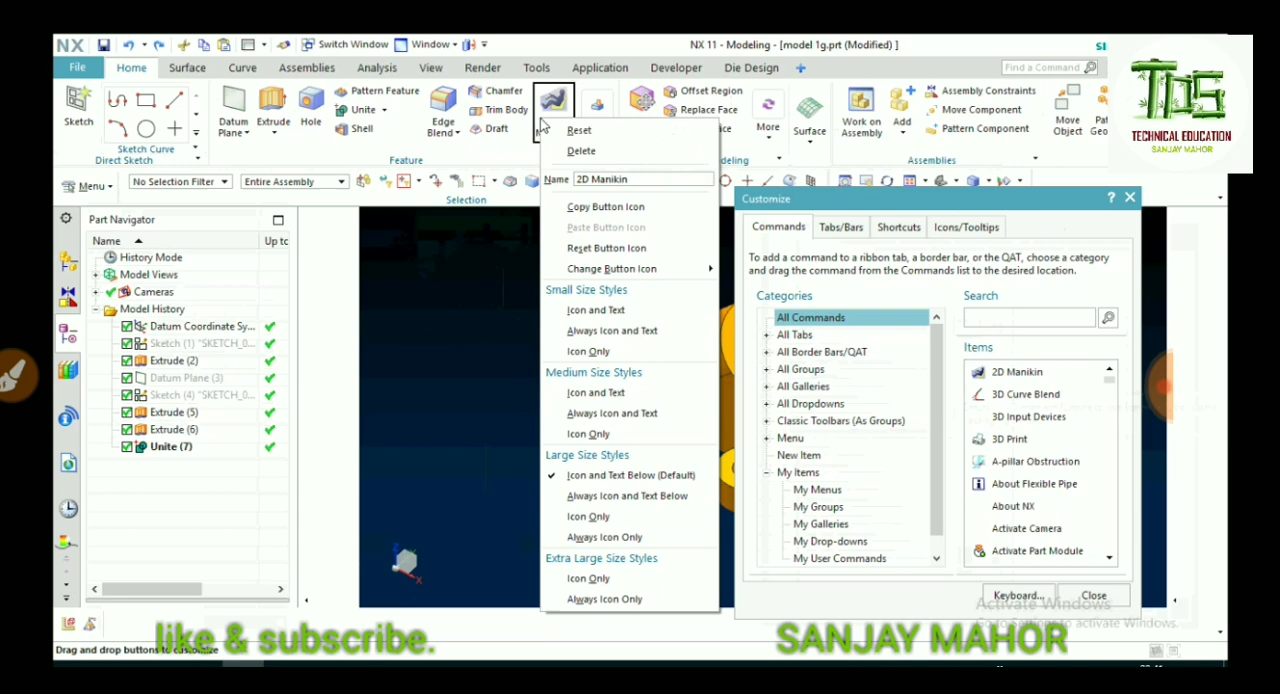 NX Switch Window Window NX 11 - Modeling - [model 1g.prt (Modified) ] SI
File Home Surface Curve Assemblies Analysis View Render Tools Application Developer Die Design Find a Command
Sketch
Sketch Curve
Direct Sketch
Datum Plane Extrude Hole
Pattern Feature
Unite
Shell
Edge Blend
Chamfer
Trim Body
Draft
Feature
Offset Region
Replace Face
More Surface
Work on Assembly Add
Assembly Constraints
Move Component
Pattern Component
Move Object
Assemblies
TECHNICAL EDUCATION
SANJAY MAHOR
Menu No Selection Filter Entire Assembly
Selection
Part Navigator
Name Up to
History Mode
Model Views
Cameras
Model History
Datum Coordinate Sy...
Sketch (1) "SKETCH_0...
Extrude (2)
Datum Plane (3)
Sketch (4) "SKETCH_0...
Extrude (5)
Extrude (6)
Unite (7)
Reset
Delete
Name 2D Manikin
Copy Button Icon
Paste Button Icon
Reset Button Icon
Change Button Icon
Small Size Styles
Icon and Text
Always Icon and Text
Icon Only
Medium Size Styles
Icon and Text
Always Icon and Text
Icon Only
Large Size Styles
Icon and Text Below (Default)
Always Icon and Text Below
Icon Only
Always Icon Only
Extra Large Size Styles
Icon Only
Always Icon Only
Customize ?
Commands Tabs/Bars Shortcuts Icons/Tooltips
To add a command to a ribbon tab, a border bar, or the QAT, choose a category
and drag the command from the Commands list to the desired location.
Categories
All Commands
All Tabs
All Border Bars/QAT
All Groups
All Galleries
All Dropdowns
Classic Toolbars (As Groups)
Menu
New Item
My Items
My Menus
My Groups
My Galleries
My Drop-downs
My User Commands
Search
Items
2D Manikin
3D Curve Blend
3D Input Devices
3D Print
A-pillar Obstruction
About Flexible Pipe
About NX
Activate Camera
Activate Part Module
Keyboard... Close
Activate Windows
Go to Settings to activate Windows.
like & subscribe. SANJAY MAHOR
Drag and drop buttons to customize